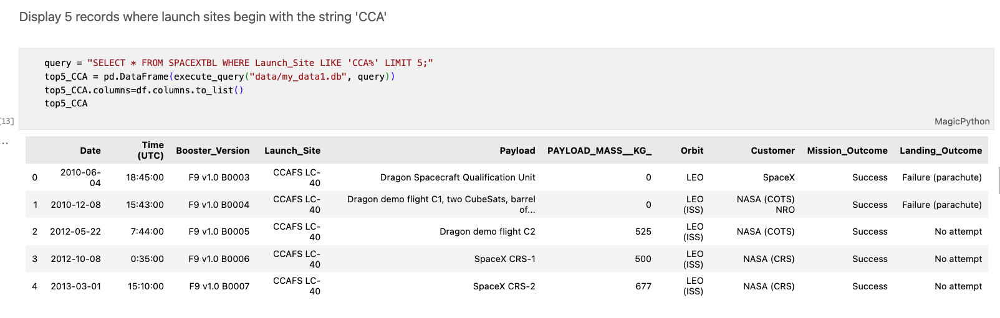 Display 5 records where launch sites begin with the string 'CCA'
query = "SELECT * FROM SPACEXTBL WHERE Launch_Site LIKE 'CCA%' LIMIT 5;"
top5_CCA = pd.DataFrame(execute_query("data/my_data1.db", query))
top5_CCA.columns=df.columns.to_list()
top5_CCA
[13]
MagicPython
...
Date Time (UTC) Booster_Version Launch_Site Payload PAYLOAD_MASS__KG_ Orbit Customer Mission_Outcome Landing_Outcome
0 2010-06-04 18:45:00 F9 v1.0 B0003 CCAFS LC-40 Dragon Spacecraft Qualification Unit 0 LEO SpaceX Success Failure (parachute)
1 2010-12-08 15:43:00 F9 v1.0 B0004 CCAFS LC-40 Dragon demo flight C1, two CubeSats, barrel of... 0 LEO (ISS) NASA (COTS) NRO Success Failure (parachute)
2 2012-05-22 7:44:00 F9 v1.0 B0005 CCAFS LC-40 Dragon demo flight C2 525 LEO (ISS) NASA (COTS) Success No attempt
3 2012-10-08 0:35:00 F9 v1.0 B0006 CCAFS LC-40 SpaceX CRS-1 500 LEO (ISS) NASA (CRS) Success No attempt
4 2013-03-01 15:10:00 F9 v1.0 B0007 CCAFS LC-40 SpaceX CRS-2 677 LEO (ISS) NASA (CRS) Success No attempt